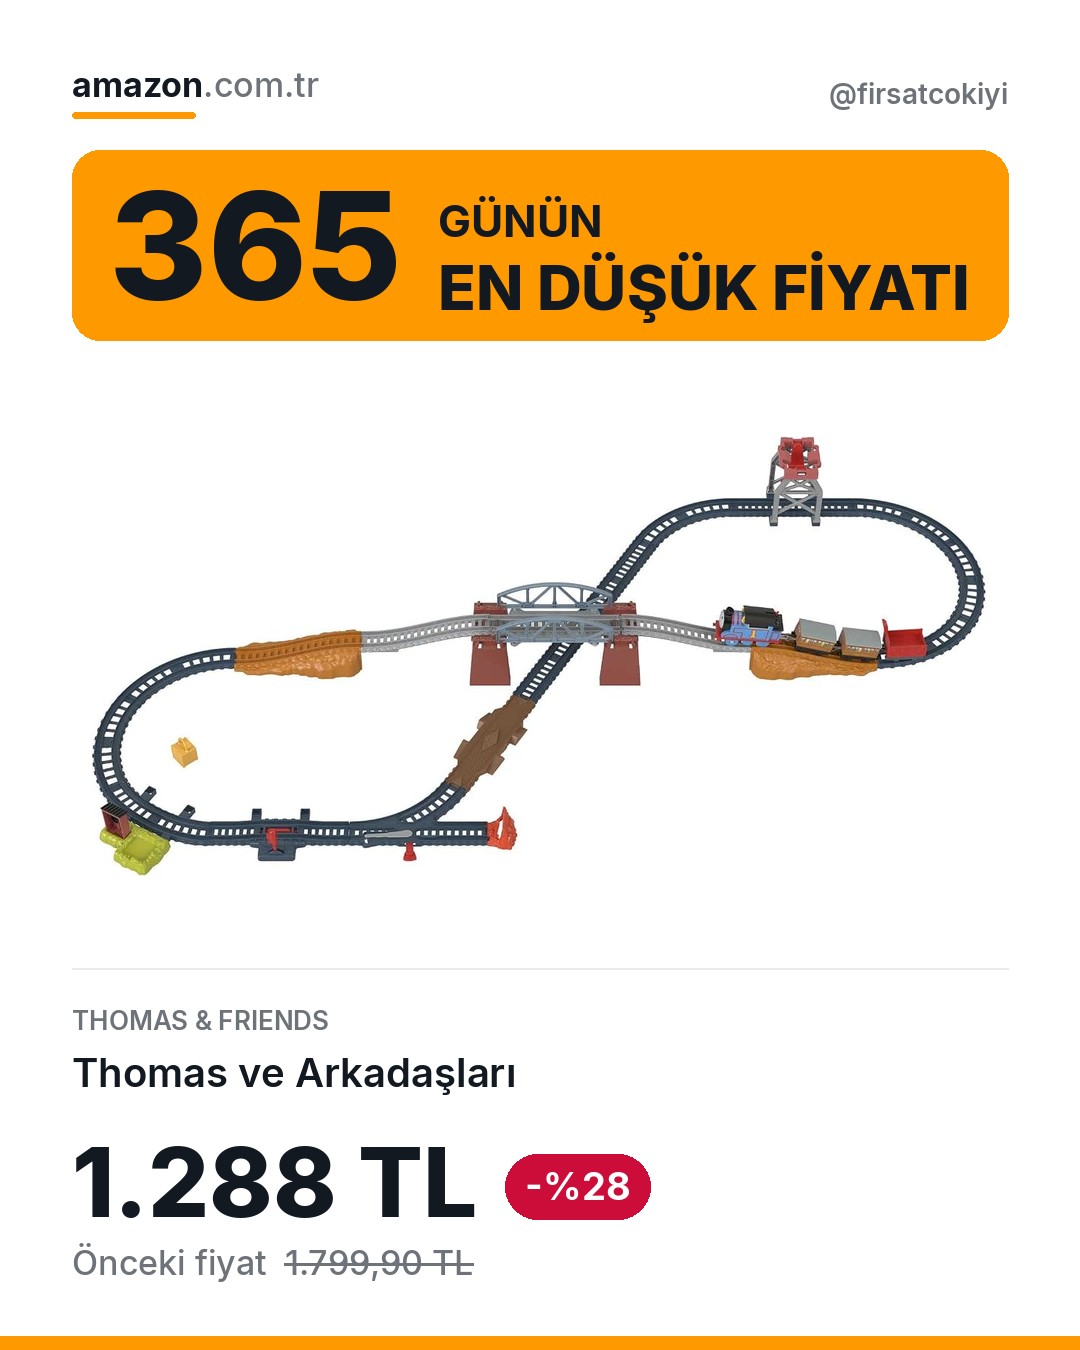 amazon.com.tr
@firsatcokiyi
365
GÜNÜN
EN DÜŞÜK FİYATI
THOMAS & FRIENDS
Thomas ve Arkadaşları
1.288 TL
-%28
Önceki fiyat 1.799,90 TL